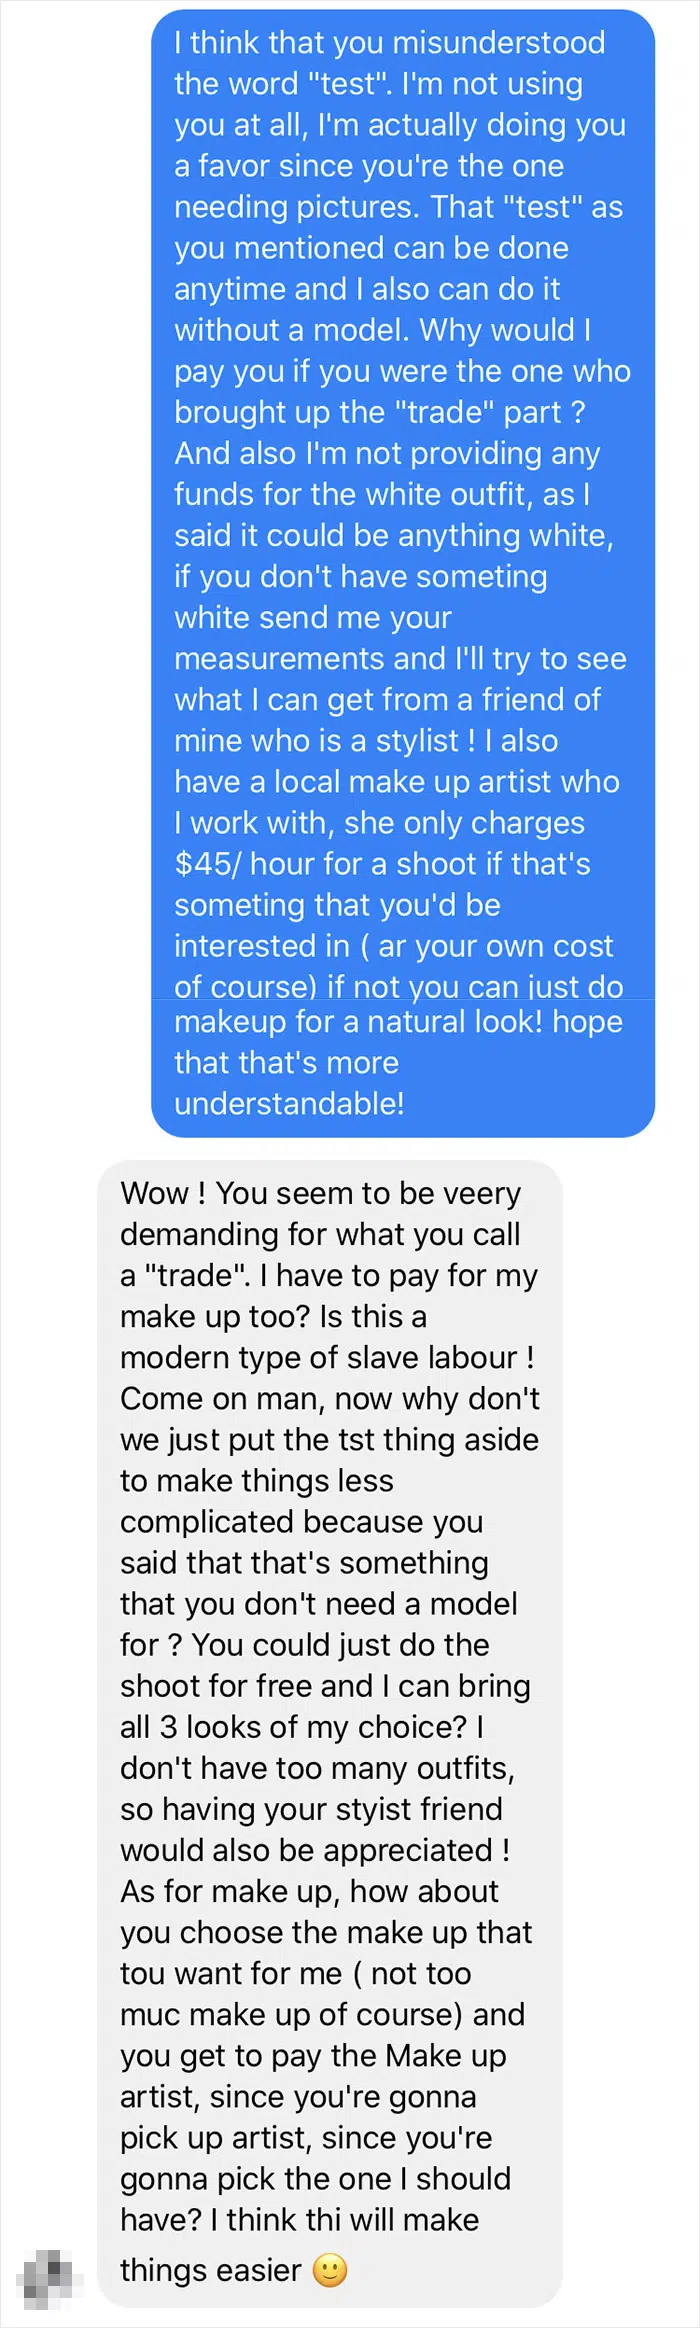 I think that you misunderstood
the word "test". I'm not using
you at all, I'm actually doing you
a favor since you're the one
needing pictures. That "test" as
you mentioned can be done
anytime and I also can do it
without a model. Why would I
pay you if you were the one who
brought up the "trade" part ?
And also I'm not providing any
funds for the white outfit, as I
said it could be anything white,
if you don't have someting
white send me your
measurements and I'll try to see
what I can get from a friend of
mine who is a stylist ! I also
have a local make up artist who
I work with, she only charges
$45/ hour for a shoot if that's
someting that you'd be
interested in ( ar your own cost
of course) if not you can just do
makeup for a natural look! hope
that that's more
understandable!
Wow ! You seem to be veery
demanding for what you call
a "trade". I have to pay for my
make up too? Is this a
modern type of slave labour !
Come on man, now why don't
we just put the tst thing aside
to make things less
complicated because you
said that that's something
that you don't need a model
for ? You could just do the
shoot for free and I can bring
all 3 looks of my choice? I
don't have too many outfits,
so having your styist friend
would also be appreciated !
As for make up, how about
you choose the make up that
tou want for me ( not too
muc make up of course) and
you get to pay the Make up
artist, since you're gonna
pick up artist, since you're
gonna pick the one I should
have? I think thi will make
things easier 🙂